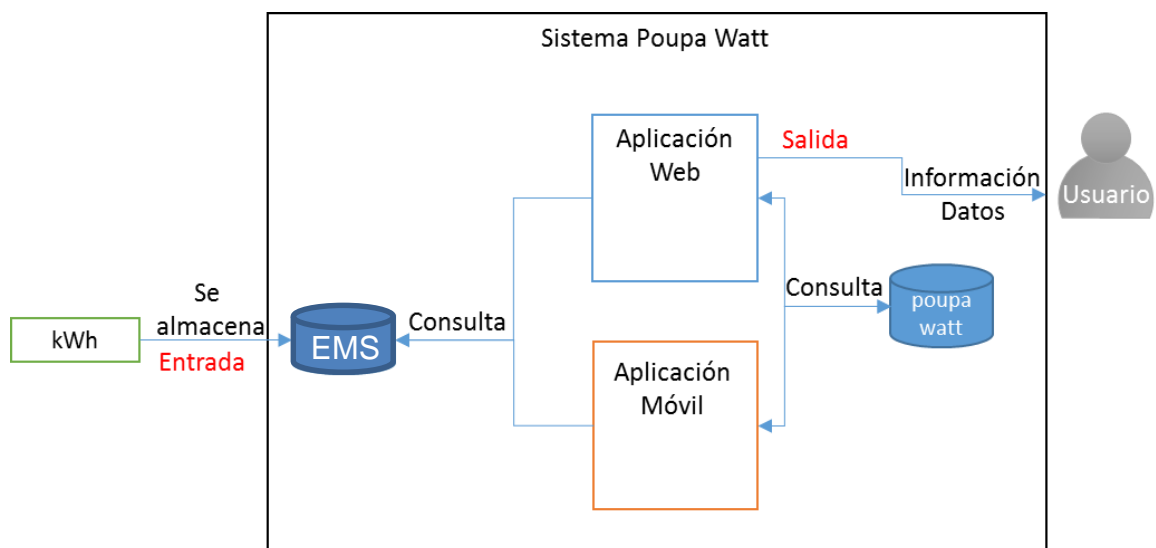 Sistema Poupa Watt
Aplicación
Web
Salida
Información
Datos
Usuario
Se
almacena
Entrada
kWh
EMS
Consulta
Consulta
poupa
watt
Aplicación
Móvil